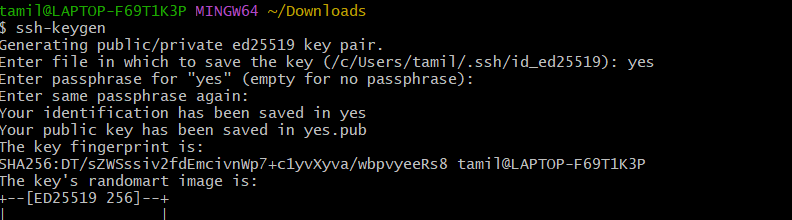 tamil@LAPTOP-F69T1K3P MINGW64 ~/Downloads
$ ssh-keygen
Generating public/private ed25519 key pair.
Enter file in which to save the key (/c/Users/tamil/.ssh/id_ed25519): yes
Enter passphrase for "yes" (empty for no passphrase):
Enter same passphrase again:
Your identification has been saved in yes
Your public key has been saved in yes.pub
The key fingerprint is:
SHA256:DT/sZWSssiv2fdEmcivnWp7+c1yvXyva/wbpvyeeRs8 tamil@LAPTOP-F69T1K3P
The key's randomart image is:
+--[ED25519 256]--+
|                 |